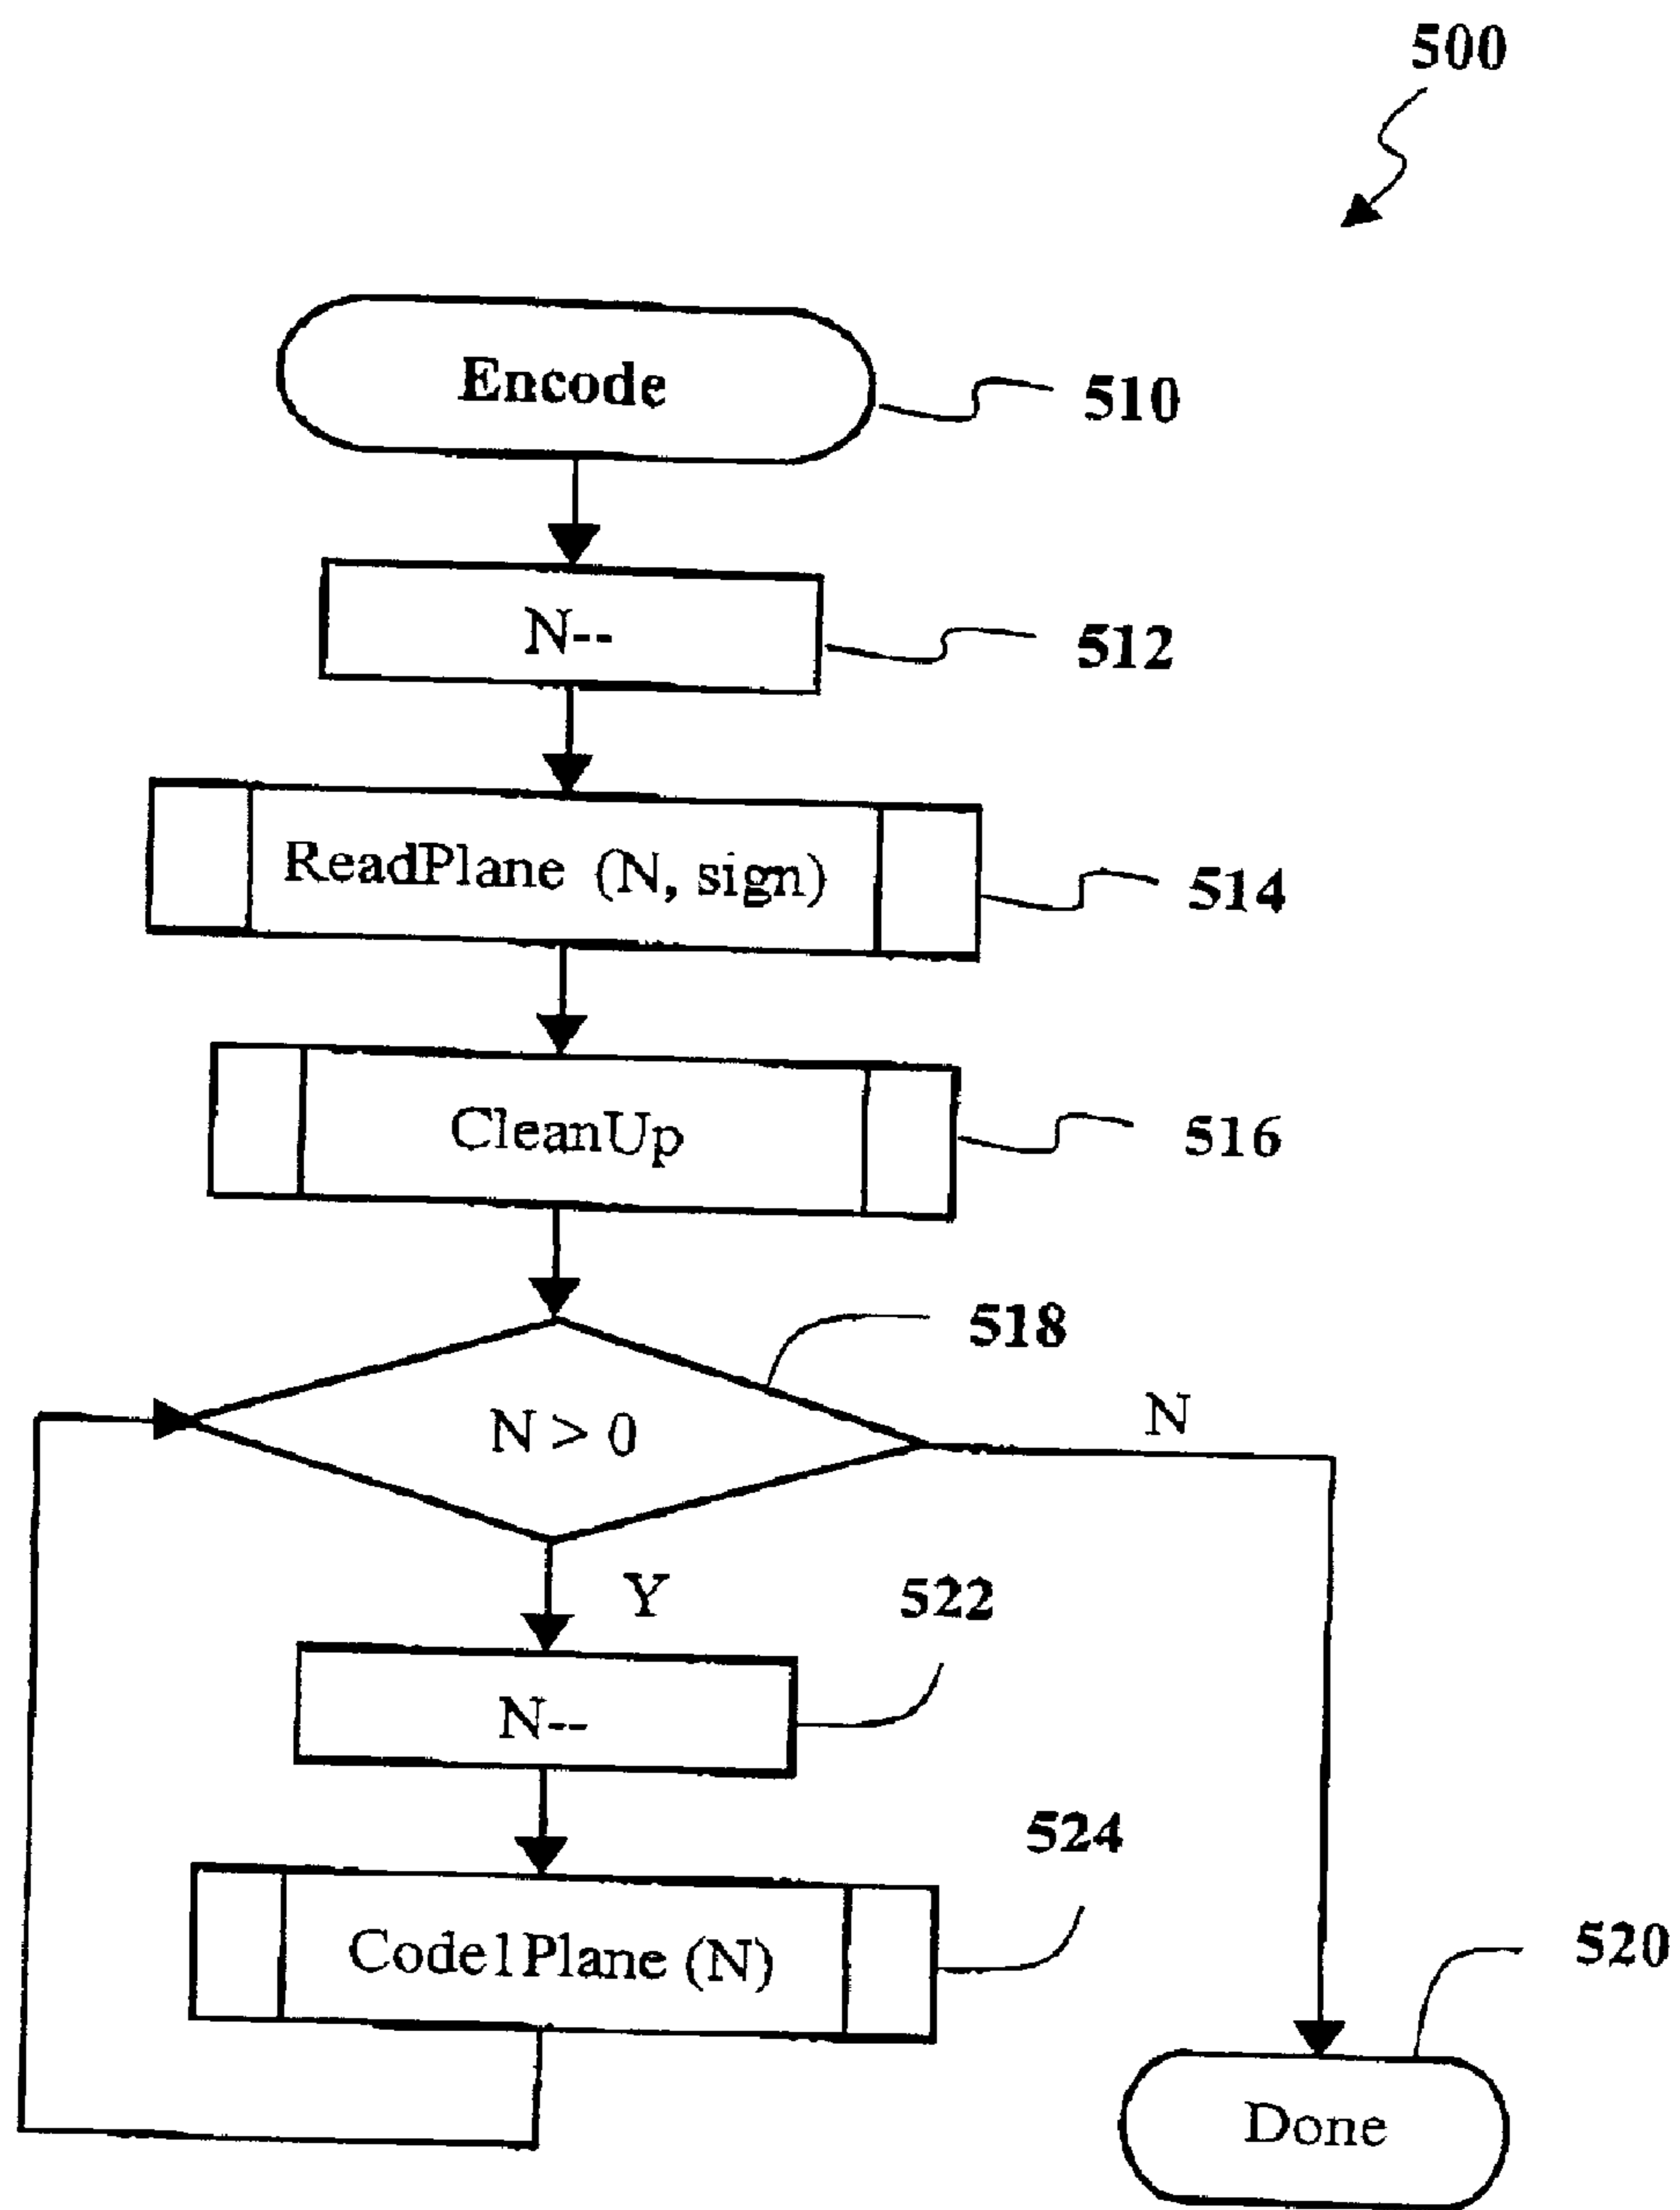 500
Encode
510
N--
512
ReadPlane (N, sign)
514
CleanUp
516
518
N > 0
N
Y
522
N--
524
Code1Plane (N)
520
Done